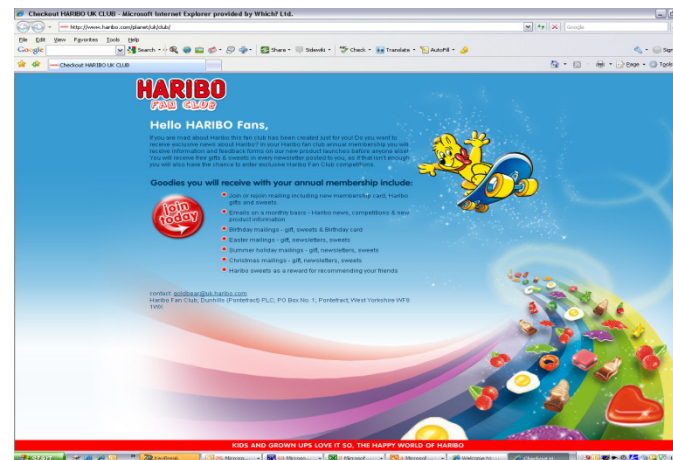 Checkout HARIBO UK CLUB - Microsoft Internet Explorer provided by Which? Ltd.
http://www.haribo.com/planet/uk/club/
Google
File Edit View Favorites Tools Help
Google Search Share Sidewiki Check Translate AutoFill
Checkout HARIBO UK CLUB Page Tools
HARIBO
FAN CLUB
Hello HARIBO Fans,
If you are mad about Haribo this fan club has been created just for you! Do you want to
receive exclusive news about Haribo? In your Haribo fan club annual membership you will
receive information and feedback forms on our new product launches before anyone else!
You will receive free gifts & sweets in every newsletter posted to you, as if that isn't enough
you will also have the chance to enter exclusive Haribo Fan Club competitions.
Goodies you will receive with your annual membership include:
join today
Join or rejoin mailing including new membership card, Haribo
gifts and sweets.
Emails on a monthly basis - Haribo news, competitions & new
product information
Birthday mailings - gift, sweets & Birthday card
Easter mailings - gift, newsletters, sweets
Summer holiday mailings - gift, newsletters, sweets
Christmas mailings - gift, newsletters, sweets
Haribo sweets as a reward for recommending your friends
contact: goldbear@uk.haribo.com
Haribo Fan Club; Dunhills (Pontefract) PLC; PO Box No. 1; Pontefract; West Yorkshire WF8
1WX
KIDS AND GROWN UPS LOVE IT SO, THE HAPPY WORLD OF HARIBO